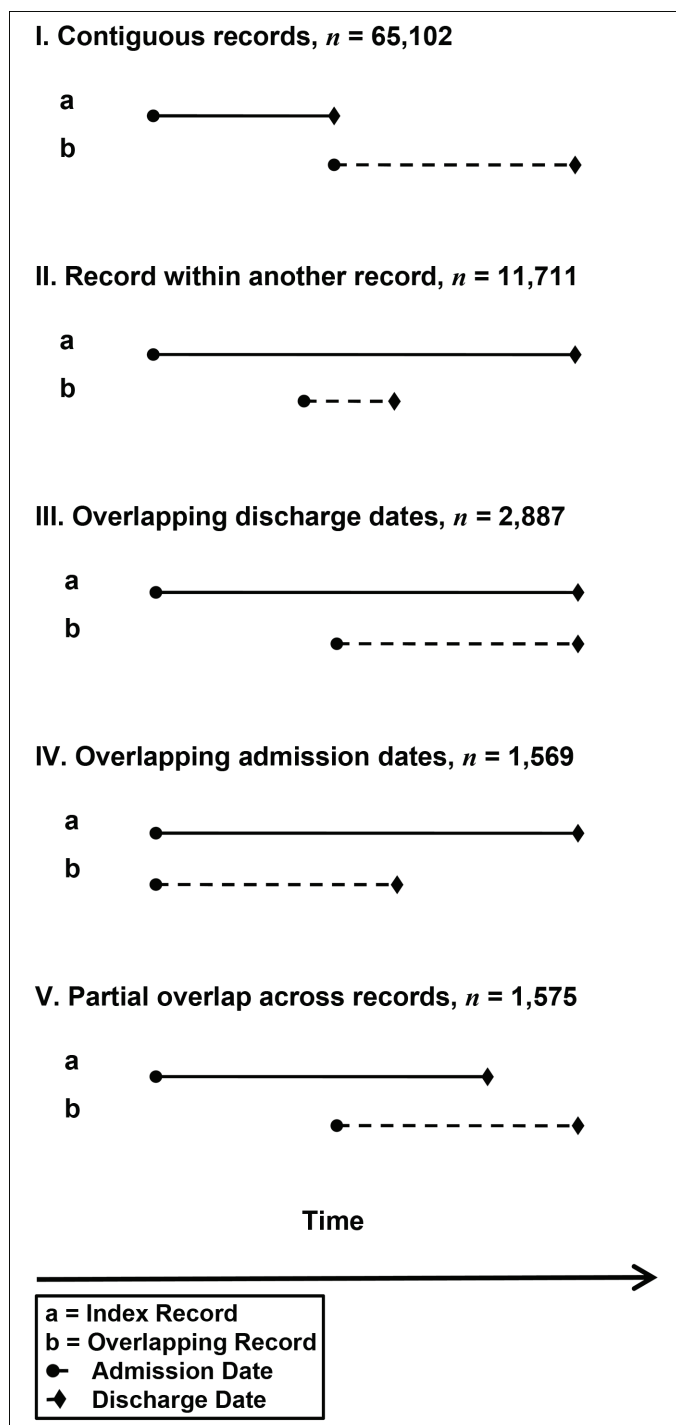 I. Contiguous records, n = 65,102
a
b
II. Record within another record, n = 11,711
a
b
III. Overlapping discharge dates, n = 2,887
a
b
IV. Overlapping admission dates, n = 1,569
a
b
V. Partial overlap across records, n = 1,575
a
b
Time
a = Index Record
b = Overlapping Record
Admission Date
Discharge Date